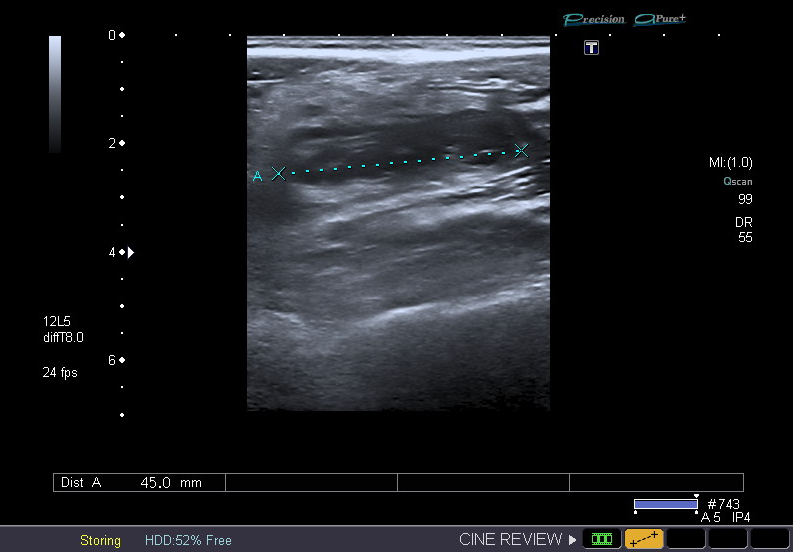 Precision APure+
0
T
2
A
MI:(1.0)
Qscan
99
DR
55
4
12L5
diffT8.0
6
24 fps
Dist A 45.0 mm
#743
A 5 IP4
Storing HDD:52% Free CINE REVIEW